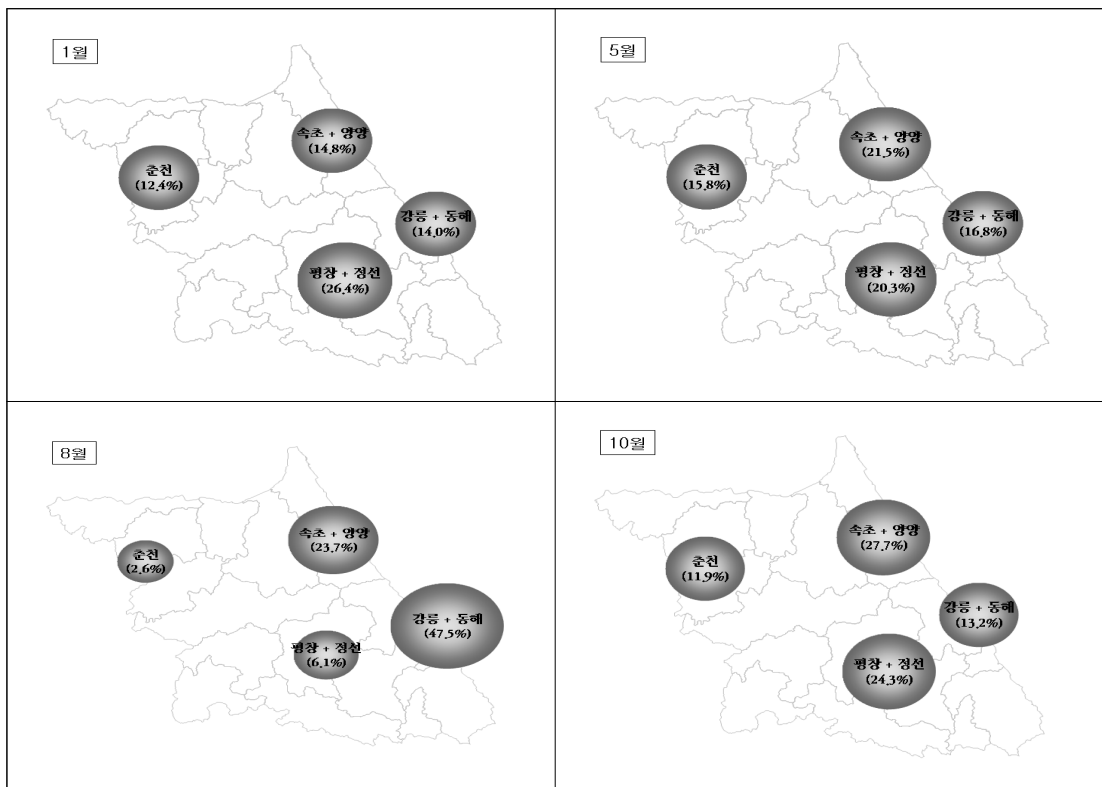 1월
속초 + 양양
(14.8%)
춘천
(12.4%)
강릉 + 동해
(14.0%)
평창 + 정선
(26.4%)
5월
속초 + 양양
(21.5%)
춘천
(15.8%)
강릉 + 동해
(16.8%)
평창 + 정선
(20.3%)
8월
속초 + 양양
(23.7%)
춘천
(2.6%)
강릉 + 동해
(47.5%)
평창 + 정선
(6.1%)
10월
속초 + 양양
(27.7%)
춘천
(11.9%)
강릉 + 동해
(13.2%)
평창 + 정선
(24.3%)